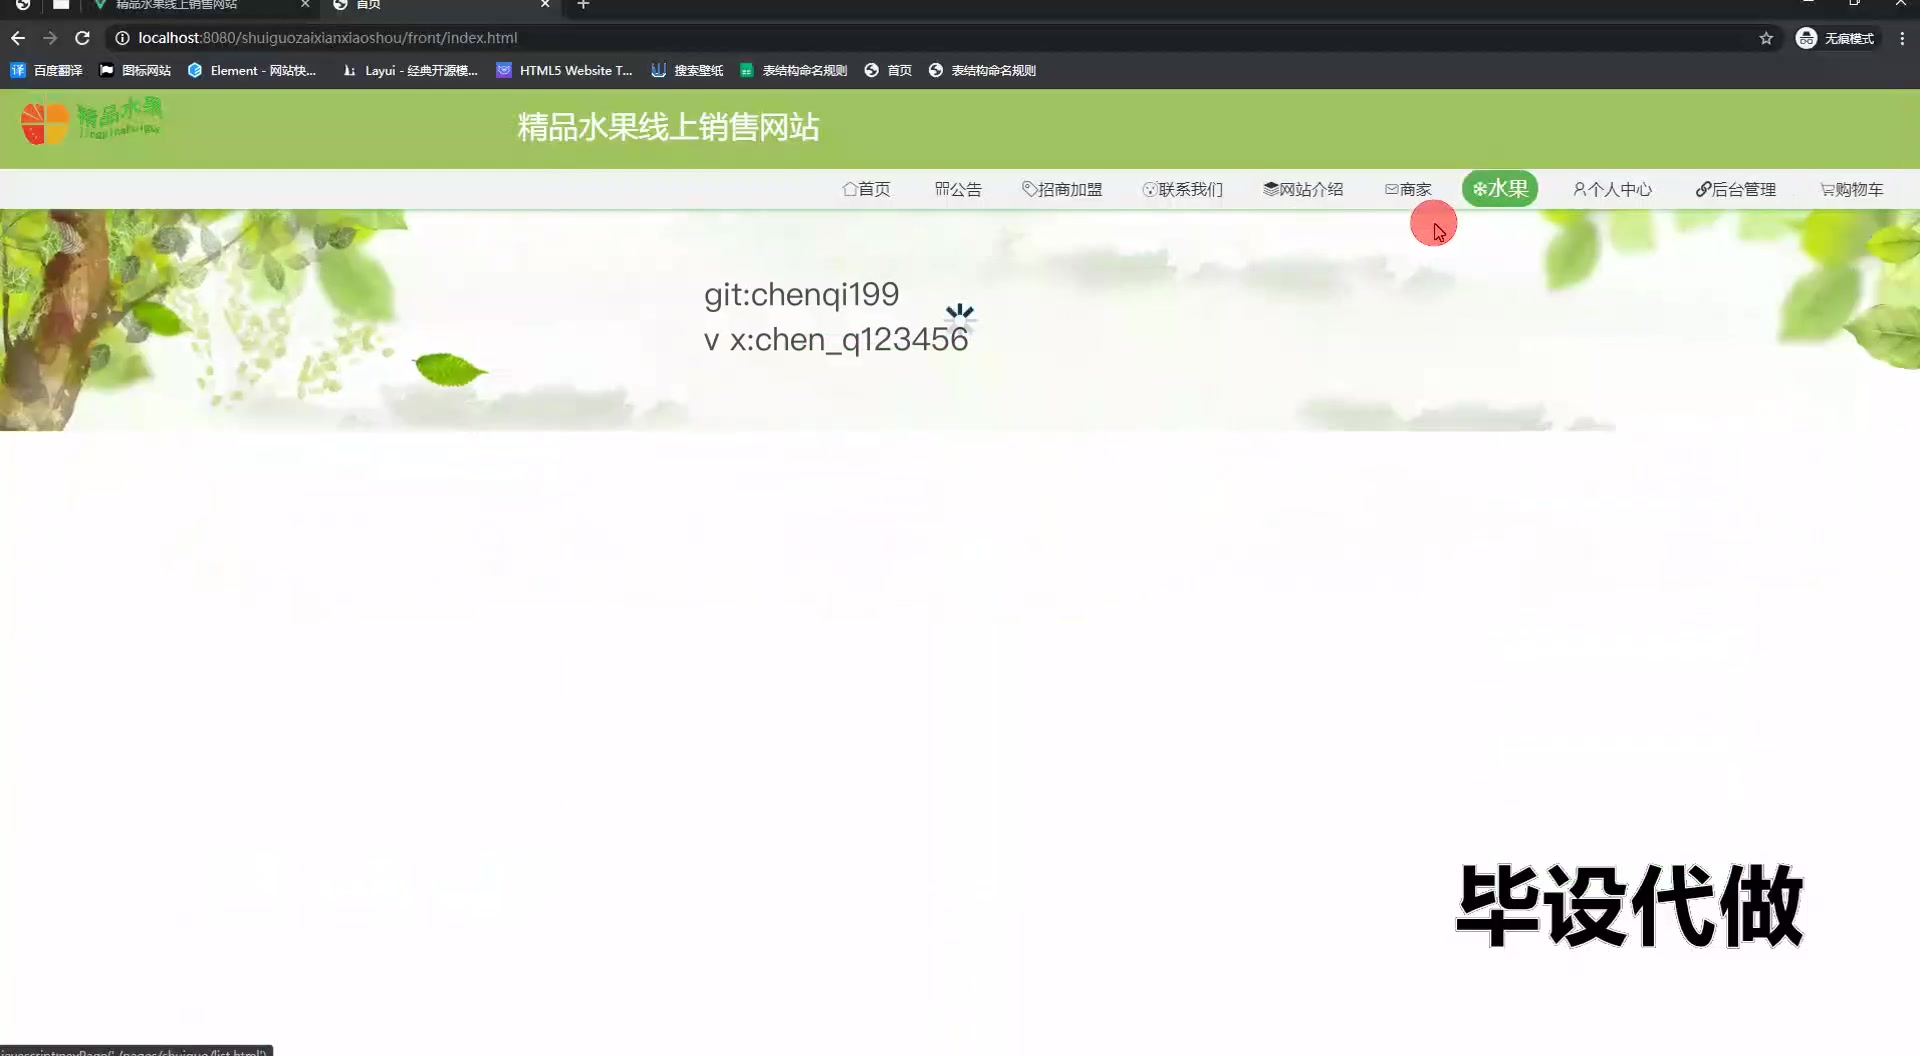 精品水果线上销售网站
首页
localhost:8080/shuiguozaixianxiaoshou/front/index.html
无痕模式
百度翻译
图标网站
Element - 网站快...
Layui - 经典开源模...
HTML5 Website T...
搜索壁纸
表结构命名规则
首页
表结构命名规则
精品水果
精品水果线上销售网站
首页
公告
招商加盟
联系我们
网站介绍
商家
水果
个人中心
后台管理
购物车
git:chenqi199
v x:chen_q123456
毕设代做